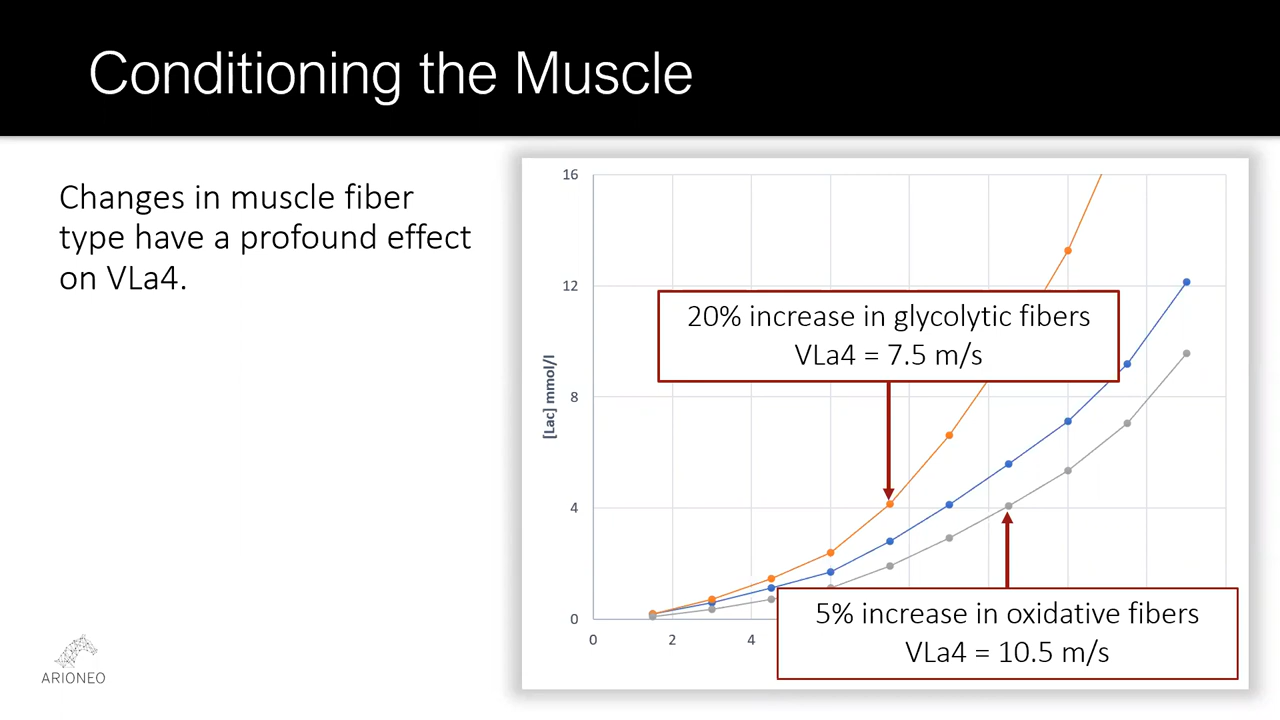 Conditioning the Muscle
Changes in muscle fiber
type have a profound effect
on VLa4.
16
12
8
4
0
[Lac] mmol/l
0
2
4
20% increase in glycolytic fibers
VLa4 = 7.5 m/s
5% increase in oxidative fibers
VLa4 = 10.5 m/s
ARIONEO